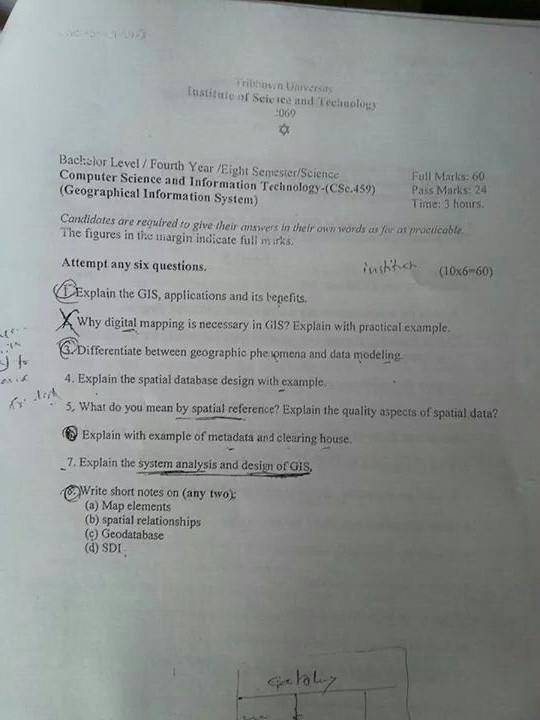 Tribhuvan University
Institute of Science and Technology
2069
Bachelor Level / Fourth Year /Eight Semester/Science
Full Marks: 60
Computer Science and Information Technology-(CSc.459)
Pass Marks: 24
(Geographical Information System)
Time: 3 hours.
Candidates are required to give their answers in their own words as for as practicable.
The figures in the margin indicate full marks.
Attempt any six questions.
(10x6=60)
1. Explain the GIS, applications and its benefits.
Why digital mapping is necessary in GIS? Explain with practical example.
3. Differentiate between geographic phenomena and data modeling.
4. Explain the spatial database design with example.
5. What do you mean by spatial reference? Explain the quality aspects of spatial data?
6 Explain with example of metadata and clearing house.
7. Explain the system analysis and design of GIS.
8. Write short notes on (any two):
(a) Map elements
(b) spatial relationships
(c) Geodatabase
(d) SDI